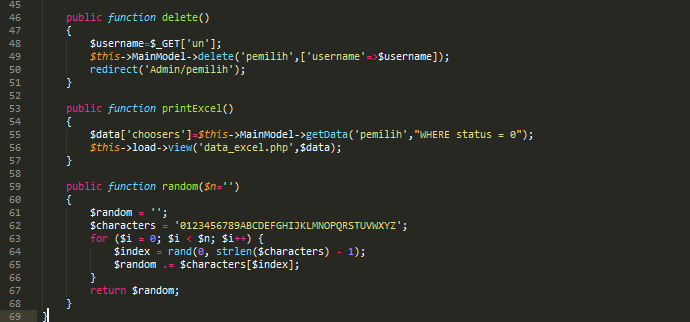 45
46 public function delete()
47 {
48 $username=$_GET['un'];
49 $this->MainModel->delete('pemilih',['username'=>$username]);
50 redirect('Admin/pemilih');
51 }
52
53 public function printExcel()
54 {
55 $data['choosers']=$this->MainModel->getData('pemilih',"WHERE status = 0");
56 $this->load->view('data_excel.php',$data);
57 }
58
59 public function random($n='')
60 {
61 $random = '';
62 $characters = '0123456789ABCDEFGHIJKLMNOPQRSTUVWXYZ';
63 for ($i = 0; $i < $n; $i++) {
64 $index = rand(0, strlen($characters) - 1);
65 $random .= $characters[$index];
66 }
67 return $random;
68 }
69 }